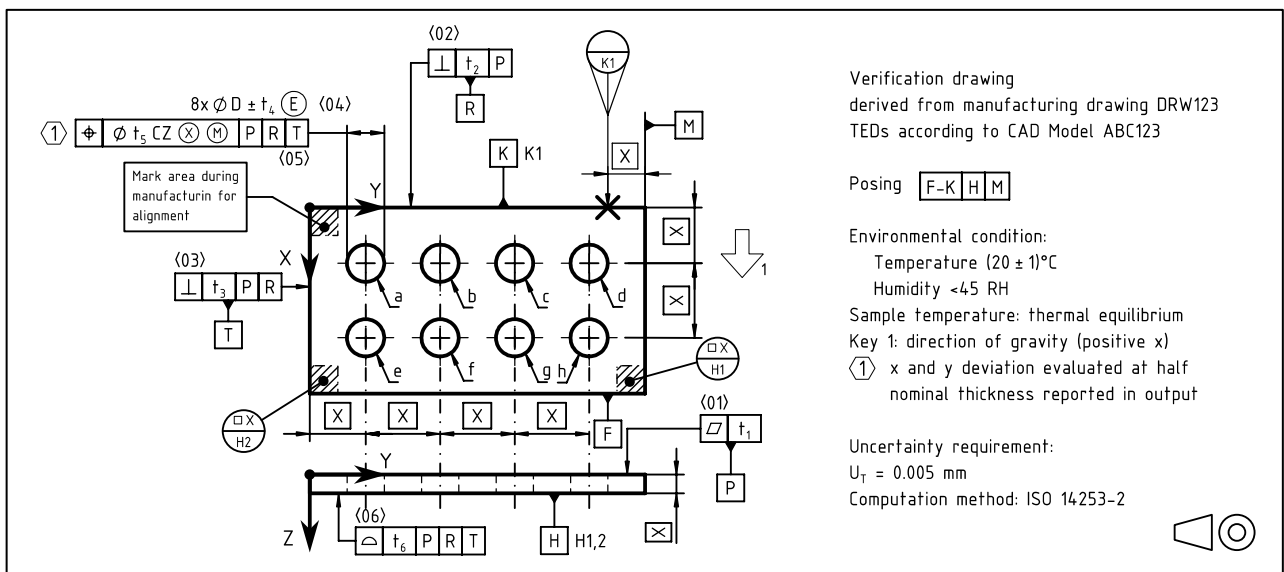 ⟨02⟩
⟂ t₂ P
R
K1
8x ⌀ D ± t₄ Ⓔ ⟨04⟩
1 ⌖ ⌀ t₅ CZ Ⓧ Ⓜ P R T
⟨05⟩
M
K K1
X
Mark area during
manufacturin for
alignment
Y
X
X
⟨03⟩
⟂ t₃ P R
T
X
a b c d
1
e f g h
□ X
H1
□ X
H2
X X X X
F
⟨01⟩
⏥ t₁
P
Y
Z
⟨06⟩
⌓ t₆ P R T
H H1,2
X
Verification drawing
derived from manufacturing drawing DRW123
TEDs according to CAD Model ABC123
Posing F-K H M
Environmental condition:
Temperature (20 ± 1)°C
Humidity <45 RH
Sample temperature: thermal equilibrium
Key 1: direction of gravity (positive x)
1 x and y deviation evaluated at half
nominal thickness reported in output
Uncertainty requirement:
U_T = 0.005 mm
Computation method: ISO 14253-2